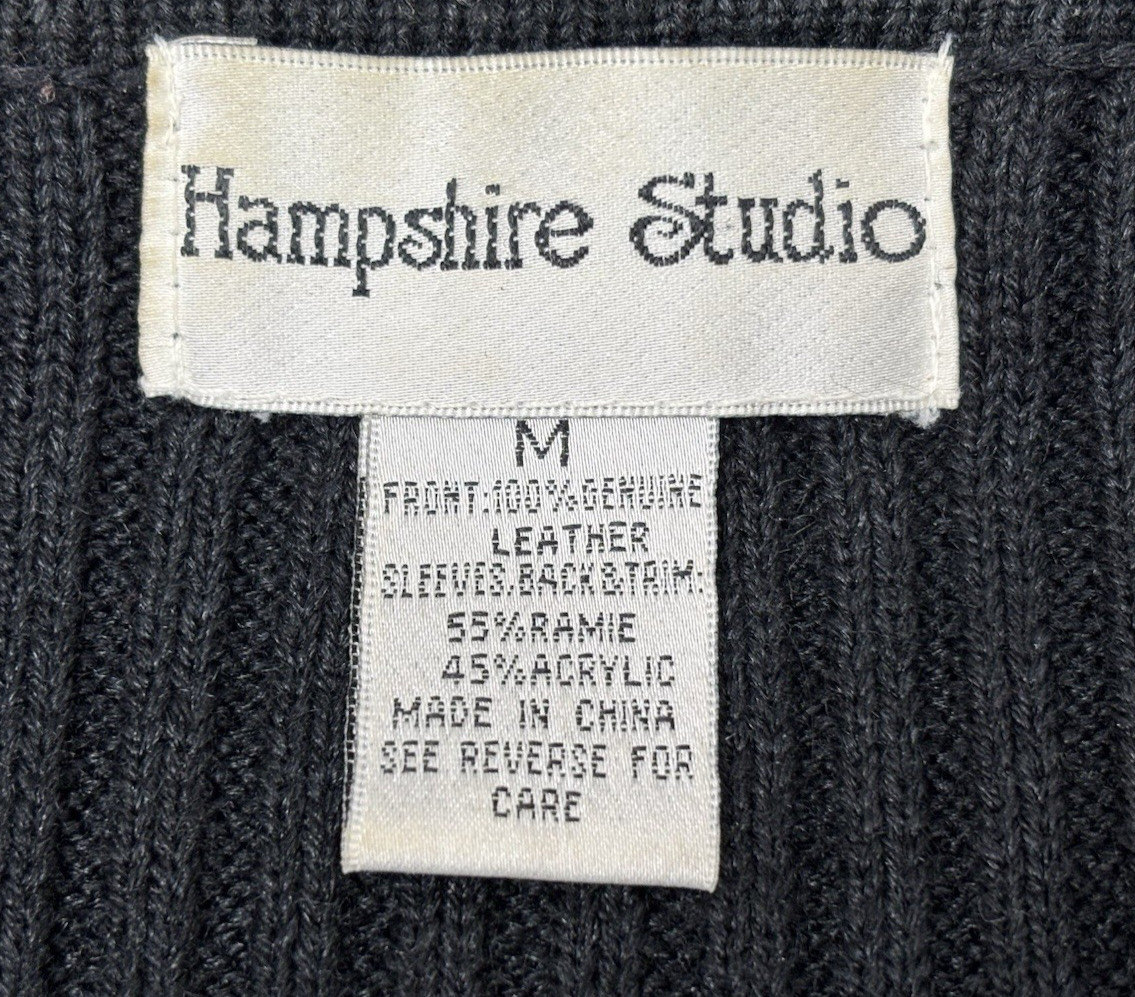 Hampshire Studio
M
FRONT:100%GENUINE
LEATHER
SLEEVES,BACK&TRIM:
55%RAMIE
45%ACRYLIC
MADE IN CHINA
SEE REVERSE FOR
CARE